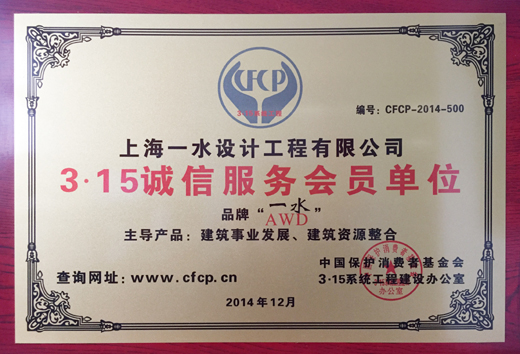 CFCP
编号：CFCP-2014-500
上海一水设计工程有限公司
3·15诚信服务会员单位
品牌“一水”
AWD
主导产品：建筑事业发展、建筑资源整合
中国保护消费者基金会
查询网址：www.cfcp.cn
3·15系统工程建设办公室
2014年12月